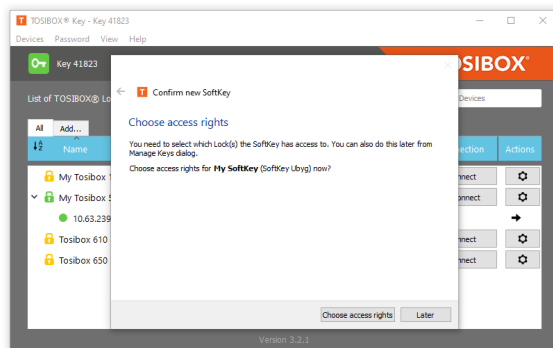 TOSIBOX® Key - Key 41823
Devices Password View Help
Key 41823
SIBOX®
List of TOSIBOX® Lo
Devices
All Add...
Name
ection Actions
My Tosibox
nnect
My Tosibox
onnect
10.63.239
Tosibox 610
nnect
Tosibox 650
nnect
Confirm new SoftKey
Choose access rights
You need to select which Lock(s) the SoftKey has access to. You can also do this later from
Manage Keys dialog.
Choose access rights for My SoftKey (SoftKey Ubyg) now?
Choose access rights Later
Version 3.2.1